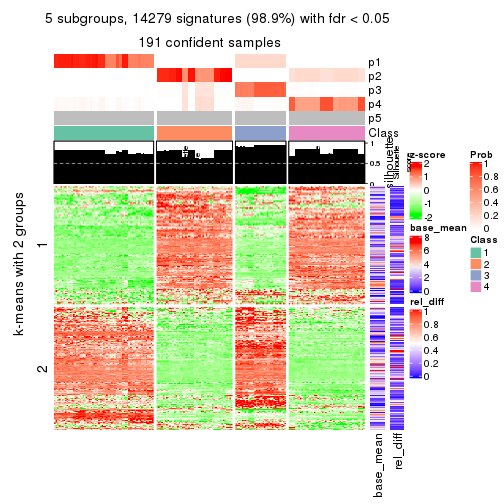 5 subgroups, 14279 signatures (98.9%) with fdr < 0.05
191 confident samples
p1
p2
p3
p4
p5
Class
1
0.5
0
silhouette
Silhouette
score
k-means with 2 groups
1
2
base_mean
rel_diff
z-score
2
1
0
-1
-2
base_mean
8
6
4
2
0
rel_diff
1
0.8
0.6
0.4
0.2
0
Prob
1
0.8
0.6
0.4
0.2
0
Class
1
2
3
4